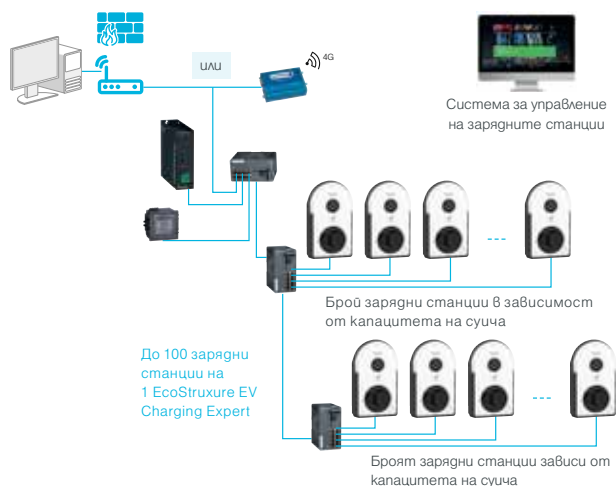 или
4G
Система за управление
на зарядните станции
Брой зарядни станции в зависимост
от капацитета на суича
До 100 зарядни
станции на
1 EcoStruxure EV
Charging Expert
Броят зарядни станции зависи от
капацитета на суича